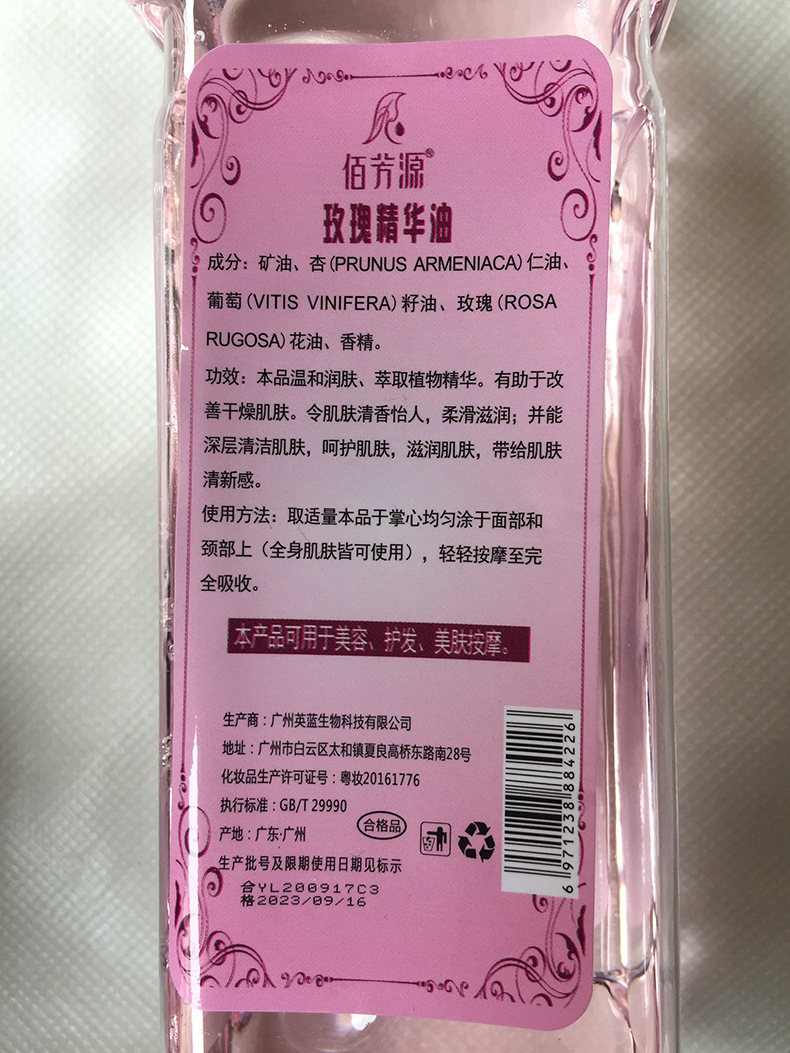 佰芳源®
玫瑰精华油
成分：矿油、杏(PRUNUS ARMENIACA)仁油、
葡萄(VITIS VINIFERA)籽油、玫瑰(ROSA
RUGOSA)花油、香精。
功效：本品温和润肤、萃取植物精华。有助于改
善干燥肌肤。令肌肤清香怡人，柔滑滋润；并能
深层清洁肌肤，呵护肌肤，滋润肌肤，带给肌肤
清新感。
使用方法：取适量本品于掌心均匀涂于面部和
颈部上（全身肌肤皆可使用），轻轻按摩至完
全吸收。
本产品可用于美容、护发、美肤按摩。
生产商：广州英蓝生物科技有限公司
地址：广州市白云区太和镇夏良高桥东路南28号
化妆品生产许可证号：粤妆20161776
执行标准：GB/T 29990
产地：广东·广州
合格品
生产批号及限期使用日期见标示
合YL200917C3
格2023/09/16
6971238884226